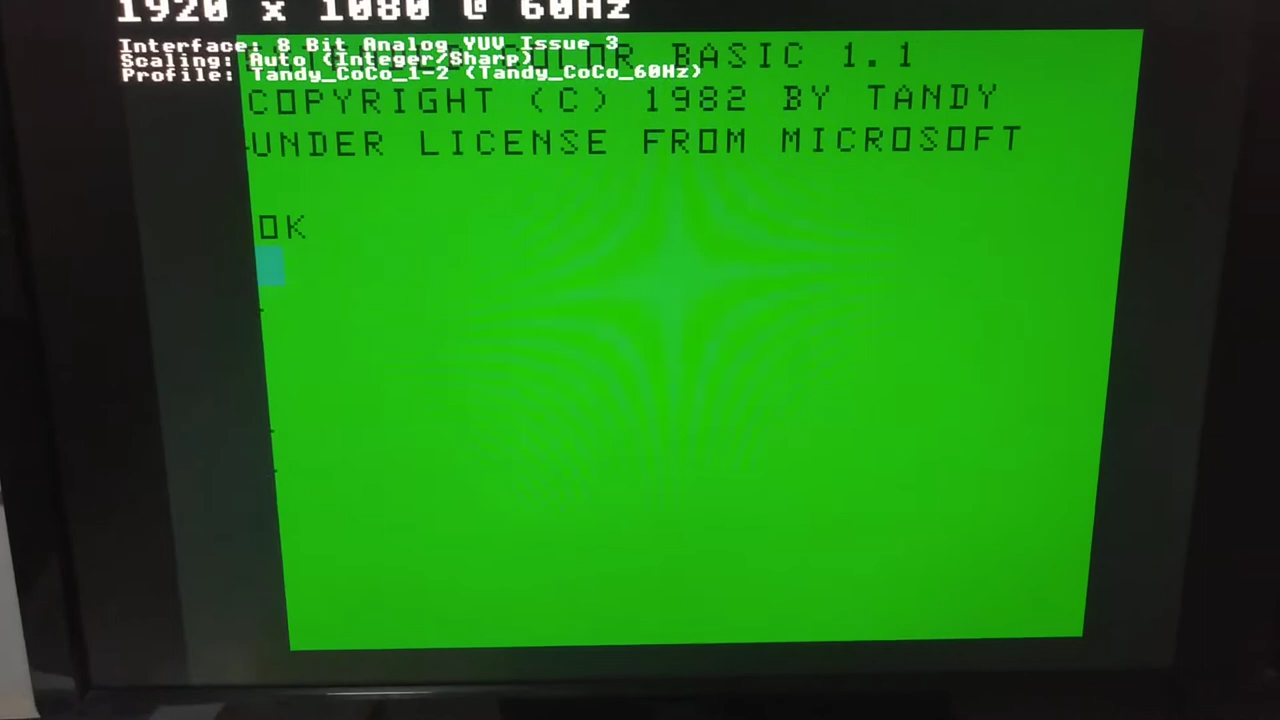 1920 x 1080 @ 60Hz
Interface: 8 Bit Analog YUV Issue 3
Scaling: Auto (Integer/Sharp)
Profile: Tandy_CoCo_1-2 (Tandy_CoCo_60Hz)
COLOR BASIC 1.1
COPYRIGHT (C) 1982 BY TANDY
UNDER LICENSE FROM MICROSOFT
OK